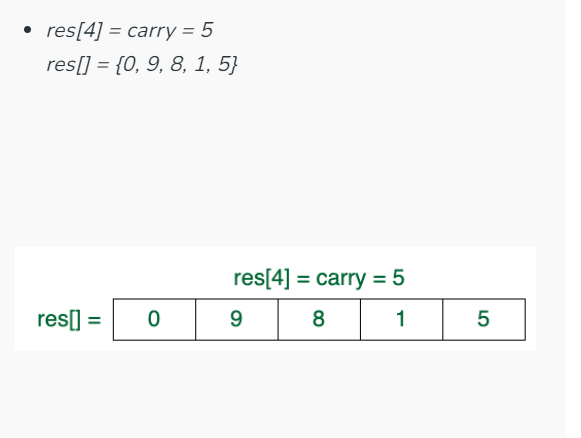 • res[4] = carry = 5
res[] = {0, 9, 8, 1, 5}
res[4] = carry = 5
res[] = 0 9 8 1 5